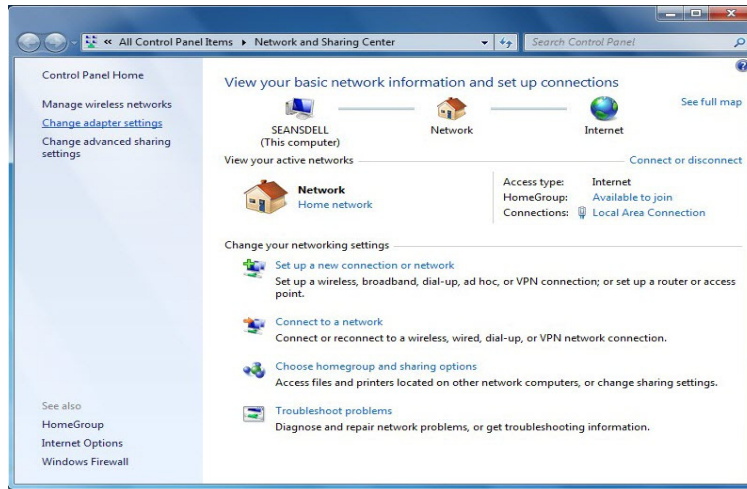 « All Control Panel Items ▸ Network and Sharing Center
Search Control Panel
Control Panel Home
Manage wireless networks
Change adapter settings
Change advanced sharing
settings
See also
HomeGroup
Internet Options
Windows Firewall
View your basic network information and set up connections
See full map
SEANSDELL
(This computer)
Network
Internet
View your active networks
Connect or disconnect
Network
Home network
Access type: Internet
HomeGroup: Available to join
Connections: Local Area Connection
Change your networking settings
Set up a new connection or network
Set up a wireless, broadband, dial-up, ad hoc, or VPN connection; or set up a router or access
point.
Connect to a network
Connect or reconnect to a wireless, wired, dial-up, or VPN network connection.
Choose homegroup and sharing options
Access files and printers located on other network computers, or change sharing settings.
Troubleshoot problems
Diagnose and repair network problems, or get troubleshooting information.